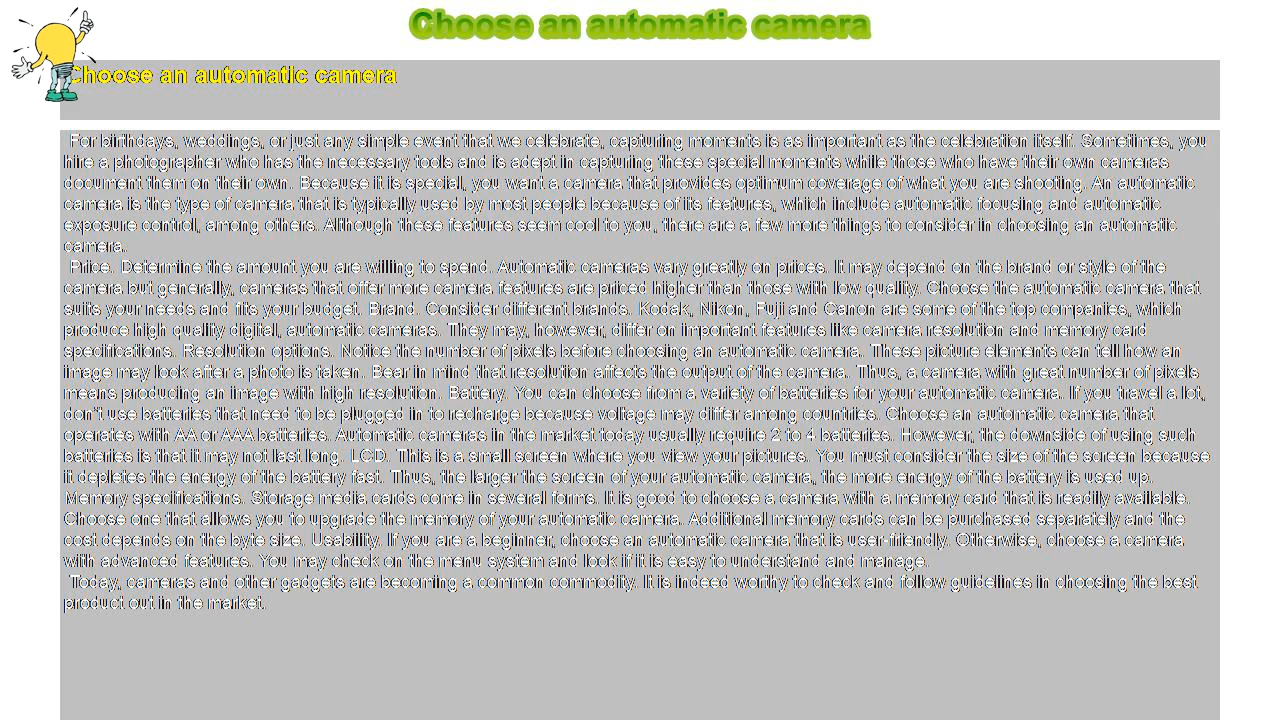 Choose an automatic camera
Choose an automatic camera
For birthdays, weddings, or just any simple event that we celebrate, capturing moments is as important as the celebration itself. Sometimes, you
hire a photographer who has the necessary tools and is adept in capturing these special moments while those who have their own cameras
document them on their own. Because it is special, you want a camera that provides optimum coverage of what you are shooting. An automatic
camera is the type of camera that is typically used by most people because of its features, which include automatic focusing and automatic
exposure control, among others. Although these features seem cool to you, there are a few more things to consider in choosing an automatic
camera.
Price. Determine the amount you are willing to spend. Automatic cameras vary greatly on prices. It may depend on the brand or style of the
camera but generally, cameras that offer more camera features are priced higher than those with low quality. Choose the automatic camera that
suits your needs and fits your budget. Brand. Consider different brands. Kodak, Nikon, Fuji and Canon are some of the top companies, which
produce high quality digital, automatic cameras. They may, however, differ on important features like camera resolution and memory card
specifications. Resolution options. Notice the number of pixels before choosing an automatic camera. These picture elements can tell how an
image may look after a photo is taken. Bear in mind that resolution affects the output of the camera. Thus, a camera with great number of pixels
means producing an image with high resolution. Battery. You can choose from a variety of batteries for your automatic camera. If you travel a lot,
don't use batteries that need to be plugged in to recharge because voltage may differ among countries. Choose an automatic camera that
operates with AA or AAA batteries. Automatic cameras in the market today usually require 2 to 4 batteries. However, the downside of using such
batteries is that it may not last long. LCD. This is a small screen where you view your pictures. You must consider the size of the screen because
it depletes the energy of the battery fast. Thus, the larger the screen of your automatic camera, the more energy of the battery is used up.
Memory specifications. Storage media cards come in several forms. It is good to choose a camera with a memory card that is readily available.
Choose one that allows you to upgrade the memory of your automatic camera. Additional memory cards can be purchased separately and the
cost depends on the byte size. Usability. If you are a beginner, choose an automatic camera that is user-friendly. Otherwise, choose a camera
with advanced features. You may check on the menu system and look if it is easy to understand and manage.
Today, cameras and other gadgets are becoming a common commodity. It is indeed worthy to check and follow guidelines in choosing the best
product out in the market.